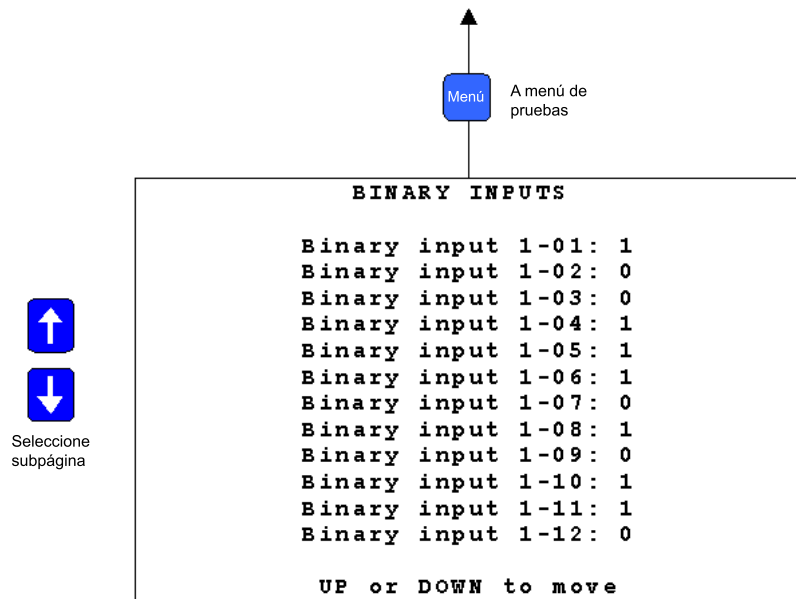 Menú
A menú de
pruebas
BINARY INPUTS
Binary input 1-01: 1
Binary input 1-02: 0
Binary input 1-03: 0
Binary input 1-04: 1
Binary input 1-05: 1
Binary input 1-06: 1
Binary input 1-07: 0
Binary input 1-08: 1
Binary input 1-09: 0
Binary input 1-10: 1
Binary input 1-11: 1
Binary input 1-12: 0
UP or DOWN to move
Seleccione
subpágina